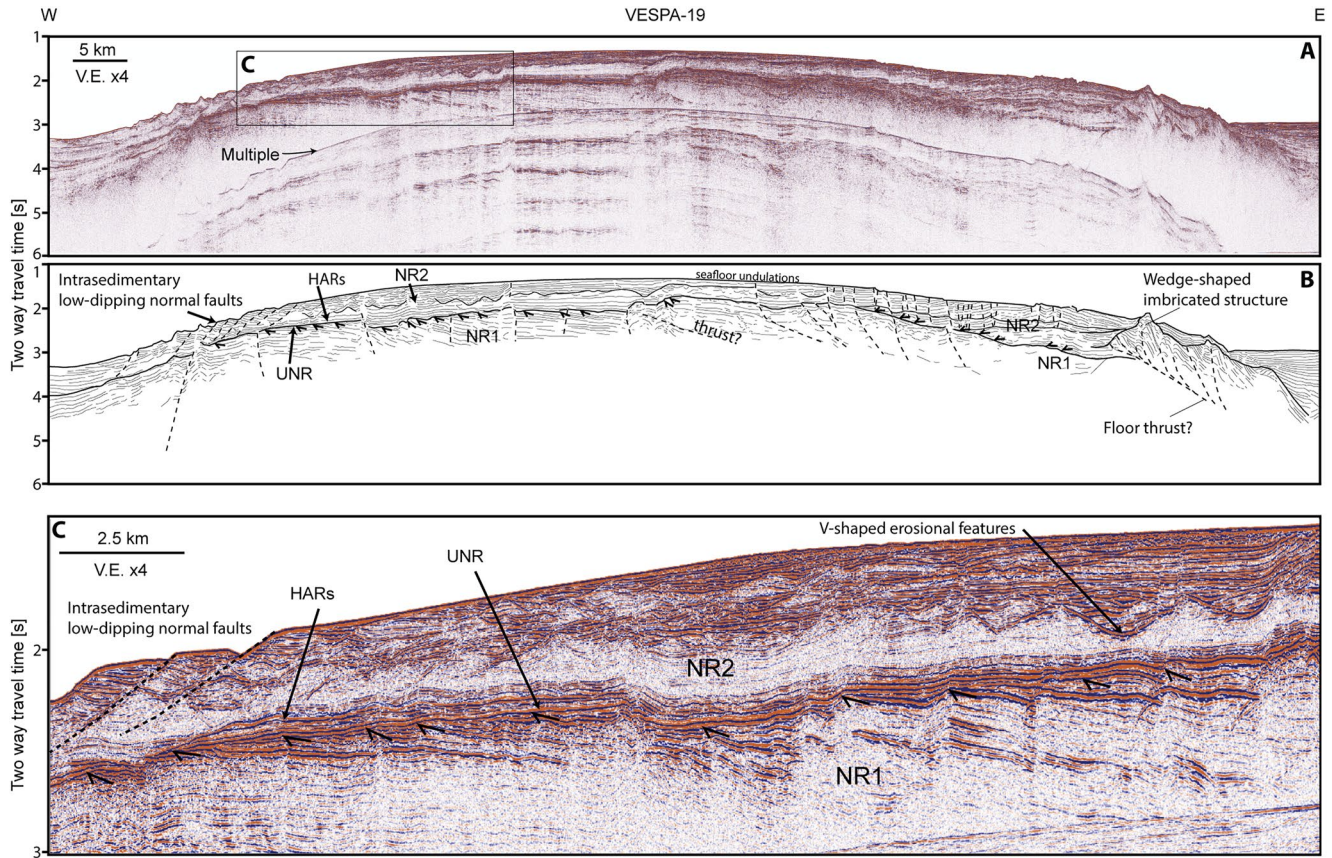 W
VESPA-19
E
1
2
3
4
5
6
5 km
V.E. x4
C
A
Multiple
Two way travel time [s]
1
2
3
4
5
6
Intrasedimentary
low-dipping normal faults
HARs
NR2
seafloor undulations
Wedge-shaped
imbricated structure
B
UNR
NR1
thrust?
NR2
NR1
Floor thrust?
C
2.5 km
V.E. x4
Intrasedimentary
low-dipping normal faults
HARs
UNR
V-shaped erosional features
NR2
NR1
Two way travel time [s]
2
3